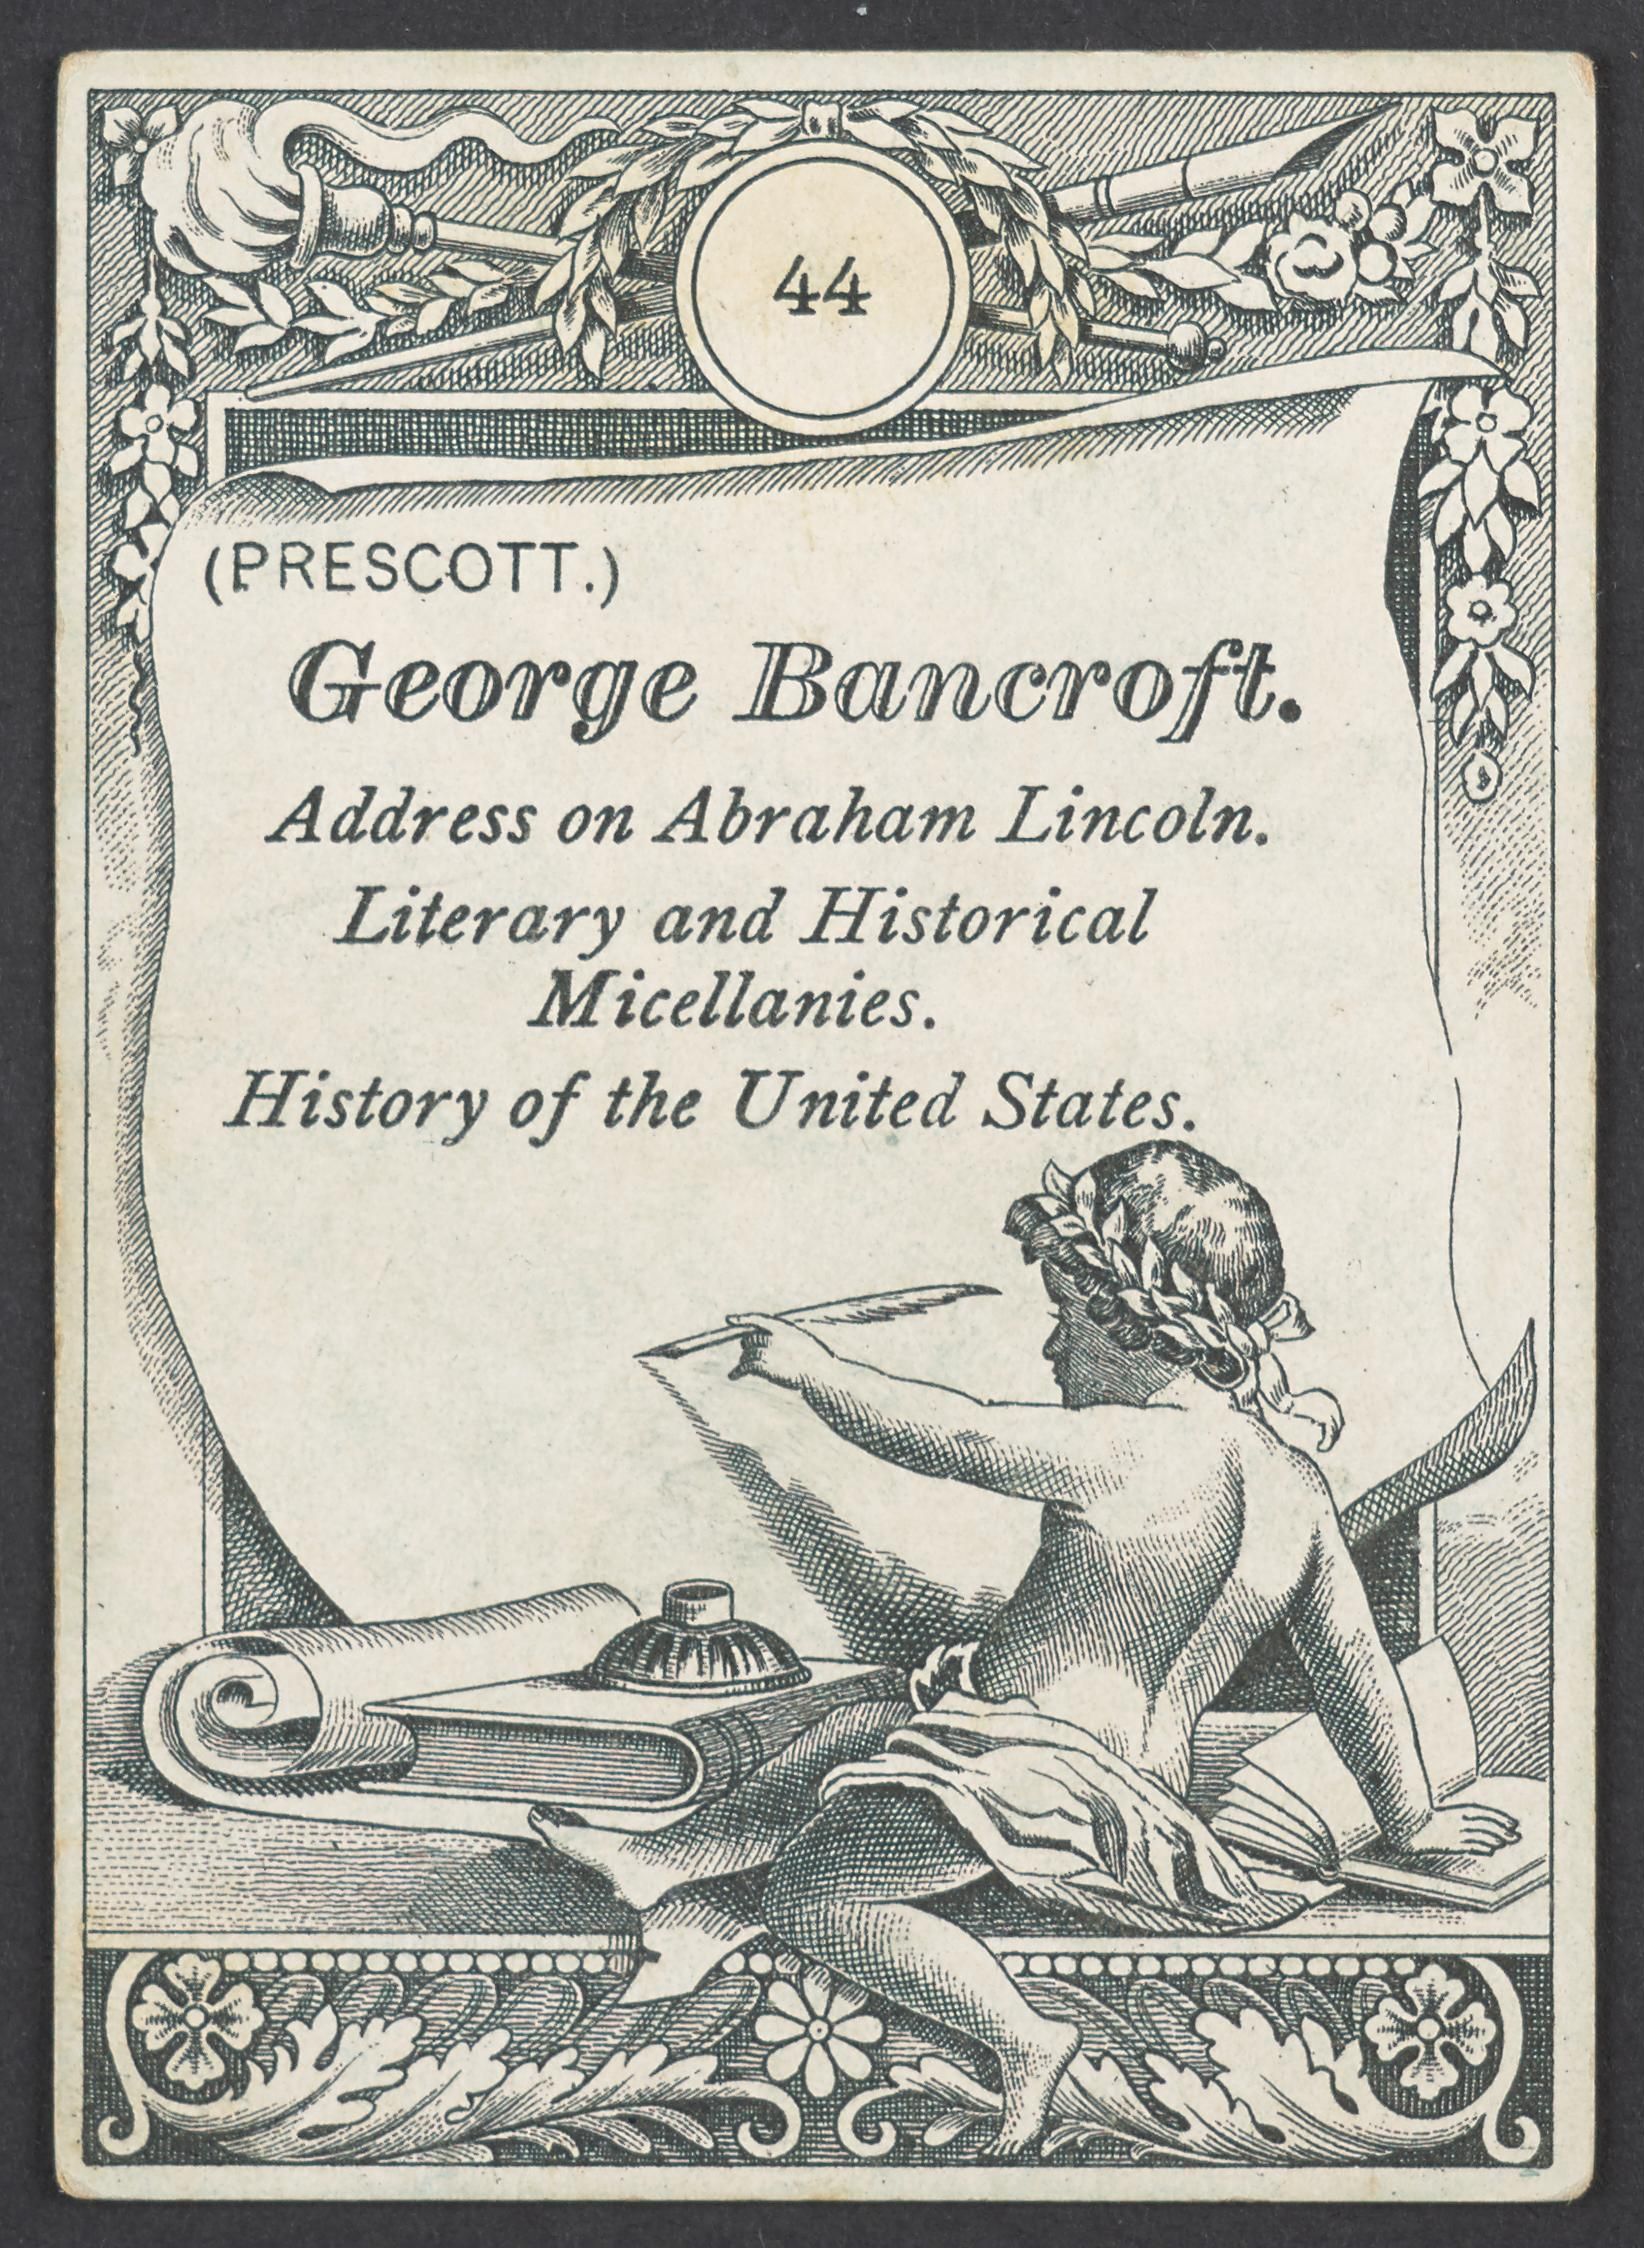 44
(PRESCOTT.)
George Bancroft.
Address on Abraham Lincoln.
Literary and Historical
Micellanies.
History of the United States.